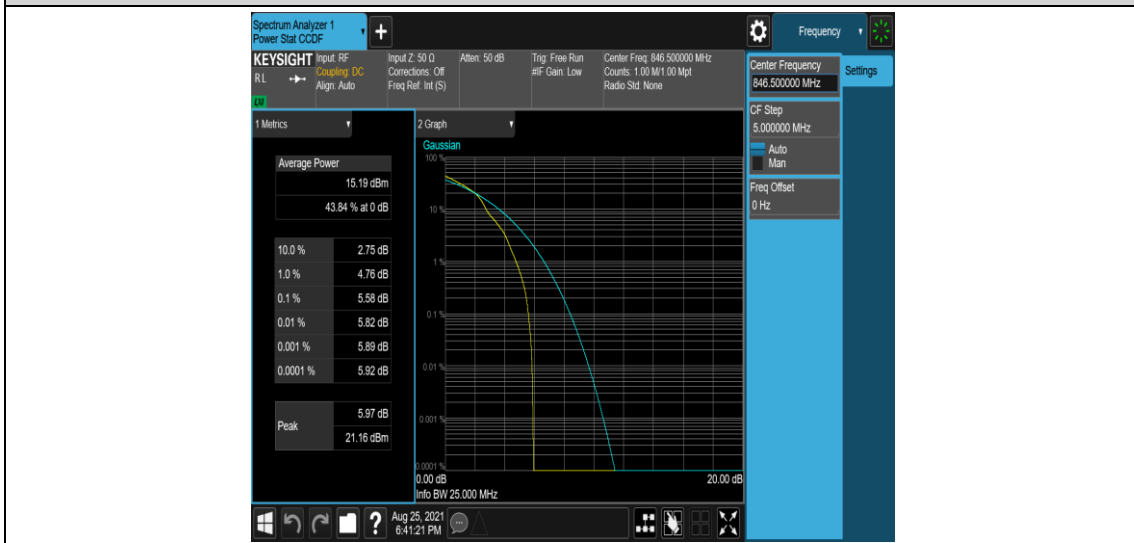 Spectrum Analyzer 1
Power Stat CCDF
+
Frequency
KEYSIGHT
RL
LXI
Input: RF
Coupling: DC
Align: Auto
Input Z: 50 Ω
Corrections: Off
Freq Ref: Int (S)
Atten: 50 dB
Trig: Free Run
#IF Gain: Low
Center Freq: 846.500000 MHz
Counts: 1.00 M/1.00 Mpt
Radio Std: None
Center Frequency
846.500000 MHz
Settings
CF Step
5.000000 MHz
Auto
Man
Freq Offset
0 Hz
1 Metrics
Average Power
15.19 dBm
43.84 % at 0 dB
10.0 % 2.75 dB
1.0 % 4.76 dB
0.1 % 5.58 dB
0.01 % 5.82 dB
0.001 % 5.89 dB
0.0001 % 5.92 dB
Peak
5.97 dB
21.16 dBm
2 Graph
Gaussian
100 %
10 %
1 %
0.1 %
0.01 %
0.001 %
0.0001 %
0.00 dB 20.00 dB
Info BW 25.000 MHz
?
Aug 25, 2021
6:41:21 PM